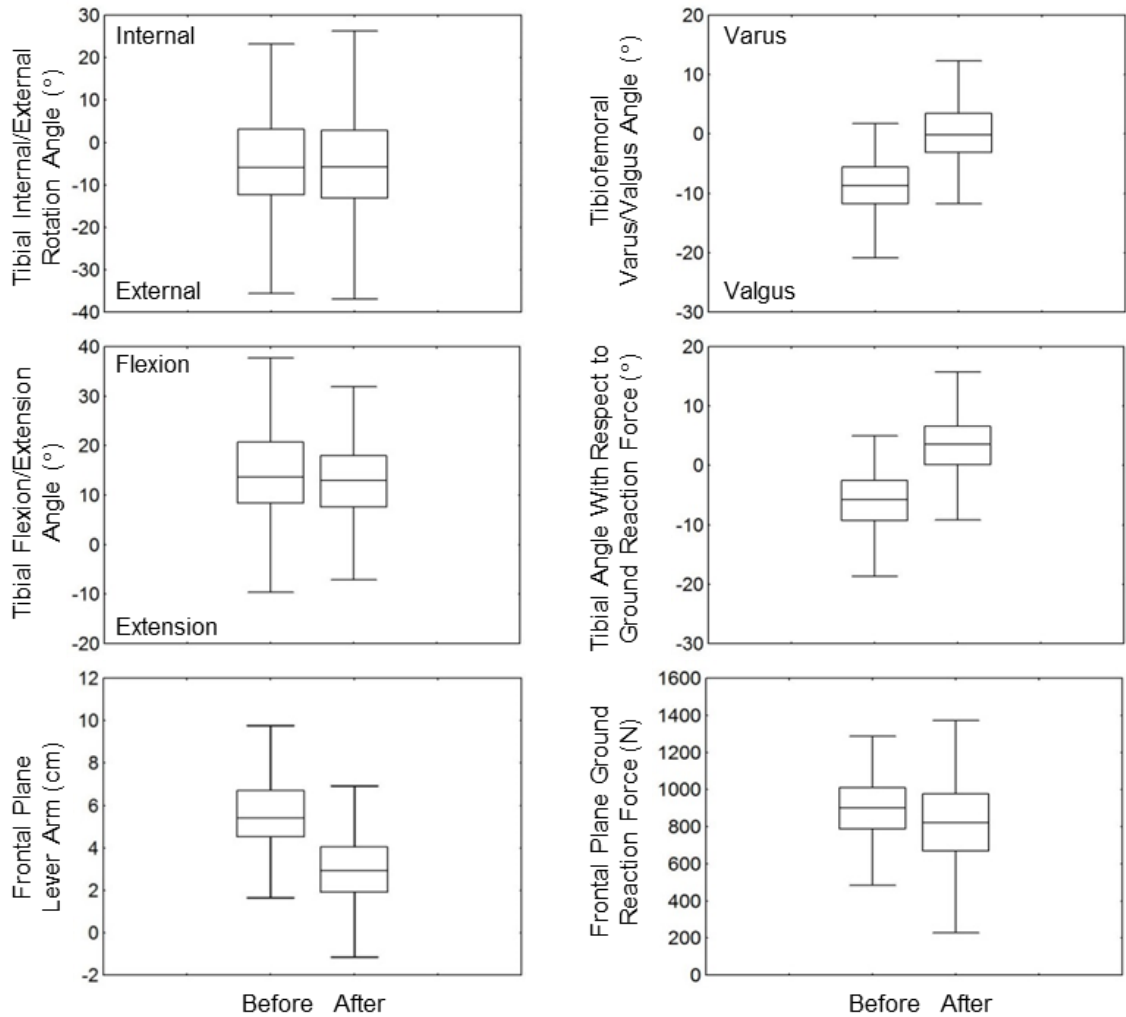 Tibial Internal/External
Rotation Angle (°)
30
20
10
0
-10
-20
-30
-40
Internal
External
Tibiofemoral
Varus/Valgus Angle (°)
20
10
0
-10
-20
-30
Varus
Valgus
Tibial Flexion/Extension
Angle (°)
40
30
20
10
0
-10
-20
Flexion
Extension
Tibial Angle With Respect to
Ground Reaction Force (°)
20
10
0
-10
-20
-30
Frontal Plane
Lever Arm (cm)
12
10
8
6
4
2
0
-2
Before After
Frontal Plane Ground
Reaction Force (N)
1600
1400
1200
1000
800
600
400
200
0
Before After